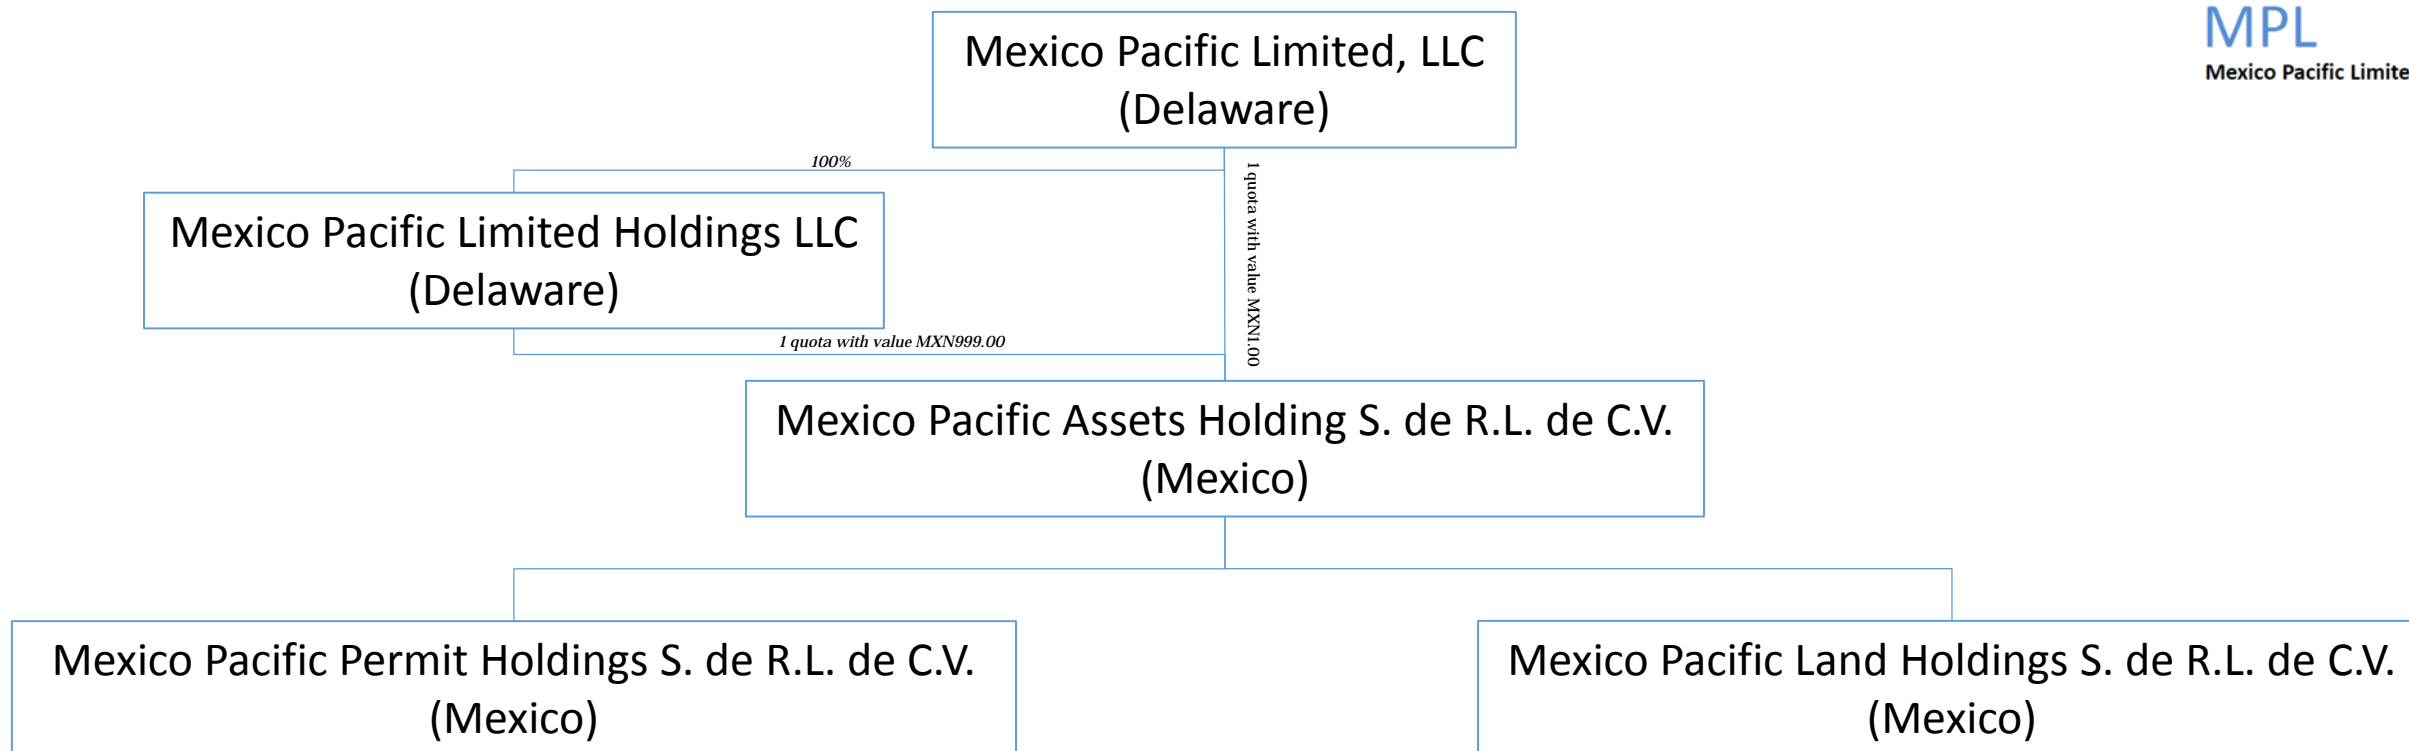 MPL
Mexico Pacific Limite
Mexico Pacific Limited, LLC
(Delaware)
100%
1 quota with value MXN1.00
Mexico Pacific Limited Holdings LLC
(Delaware)
1 quota with value MXN999.00
Mexico Pacific Assets Holding S. de R.L. de C.V.
(Mexico)
Mexico Pacific Permit Holdings S. de R.L. de C.V.
(Mexico)
Mexico Pacific Land Holdings S. de R.L. de C.V.
(Mexico)